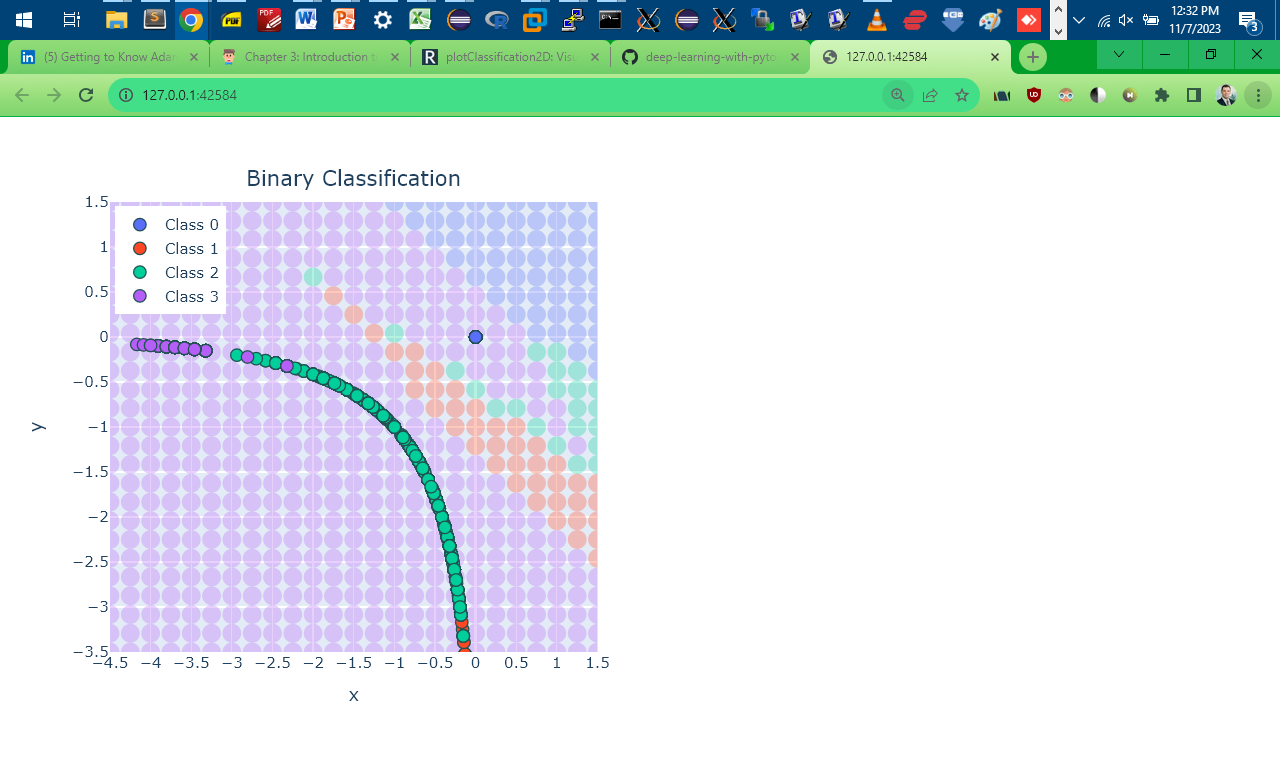 12:32 PM
11/7/2023
3
(5) Getting to Know Adar
Chapter 3: Introduction t
plotClassification2D: Visu
deep-learning-with-pyto
127.0.0.1:42584
127.0.0.1:42584
Binary Classification
Class 0
Class 1
Class 2
Class 3
1.5
1
0.5
0
−0.5
−1
−1.5
−2
−2.5
−3
−3.5
y
−4.5 −4 −3.5 −3 −2.5 −2 −1.5 −1 −0.5 0 0.5 1 1.5
x